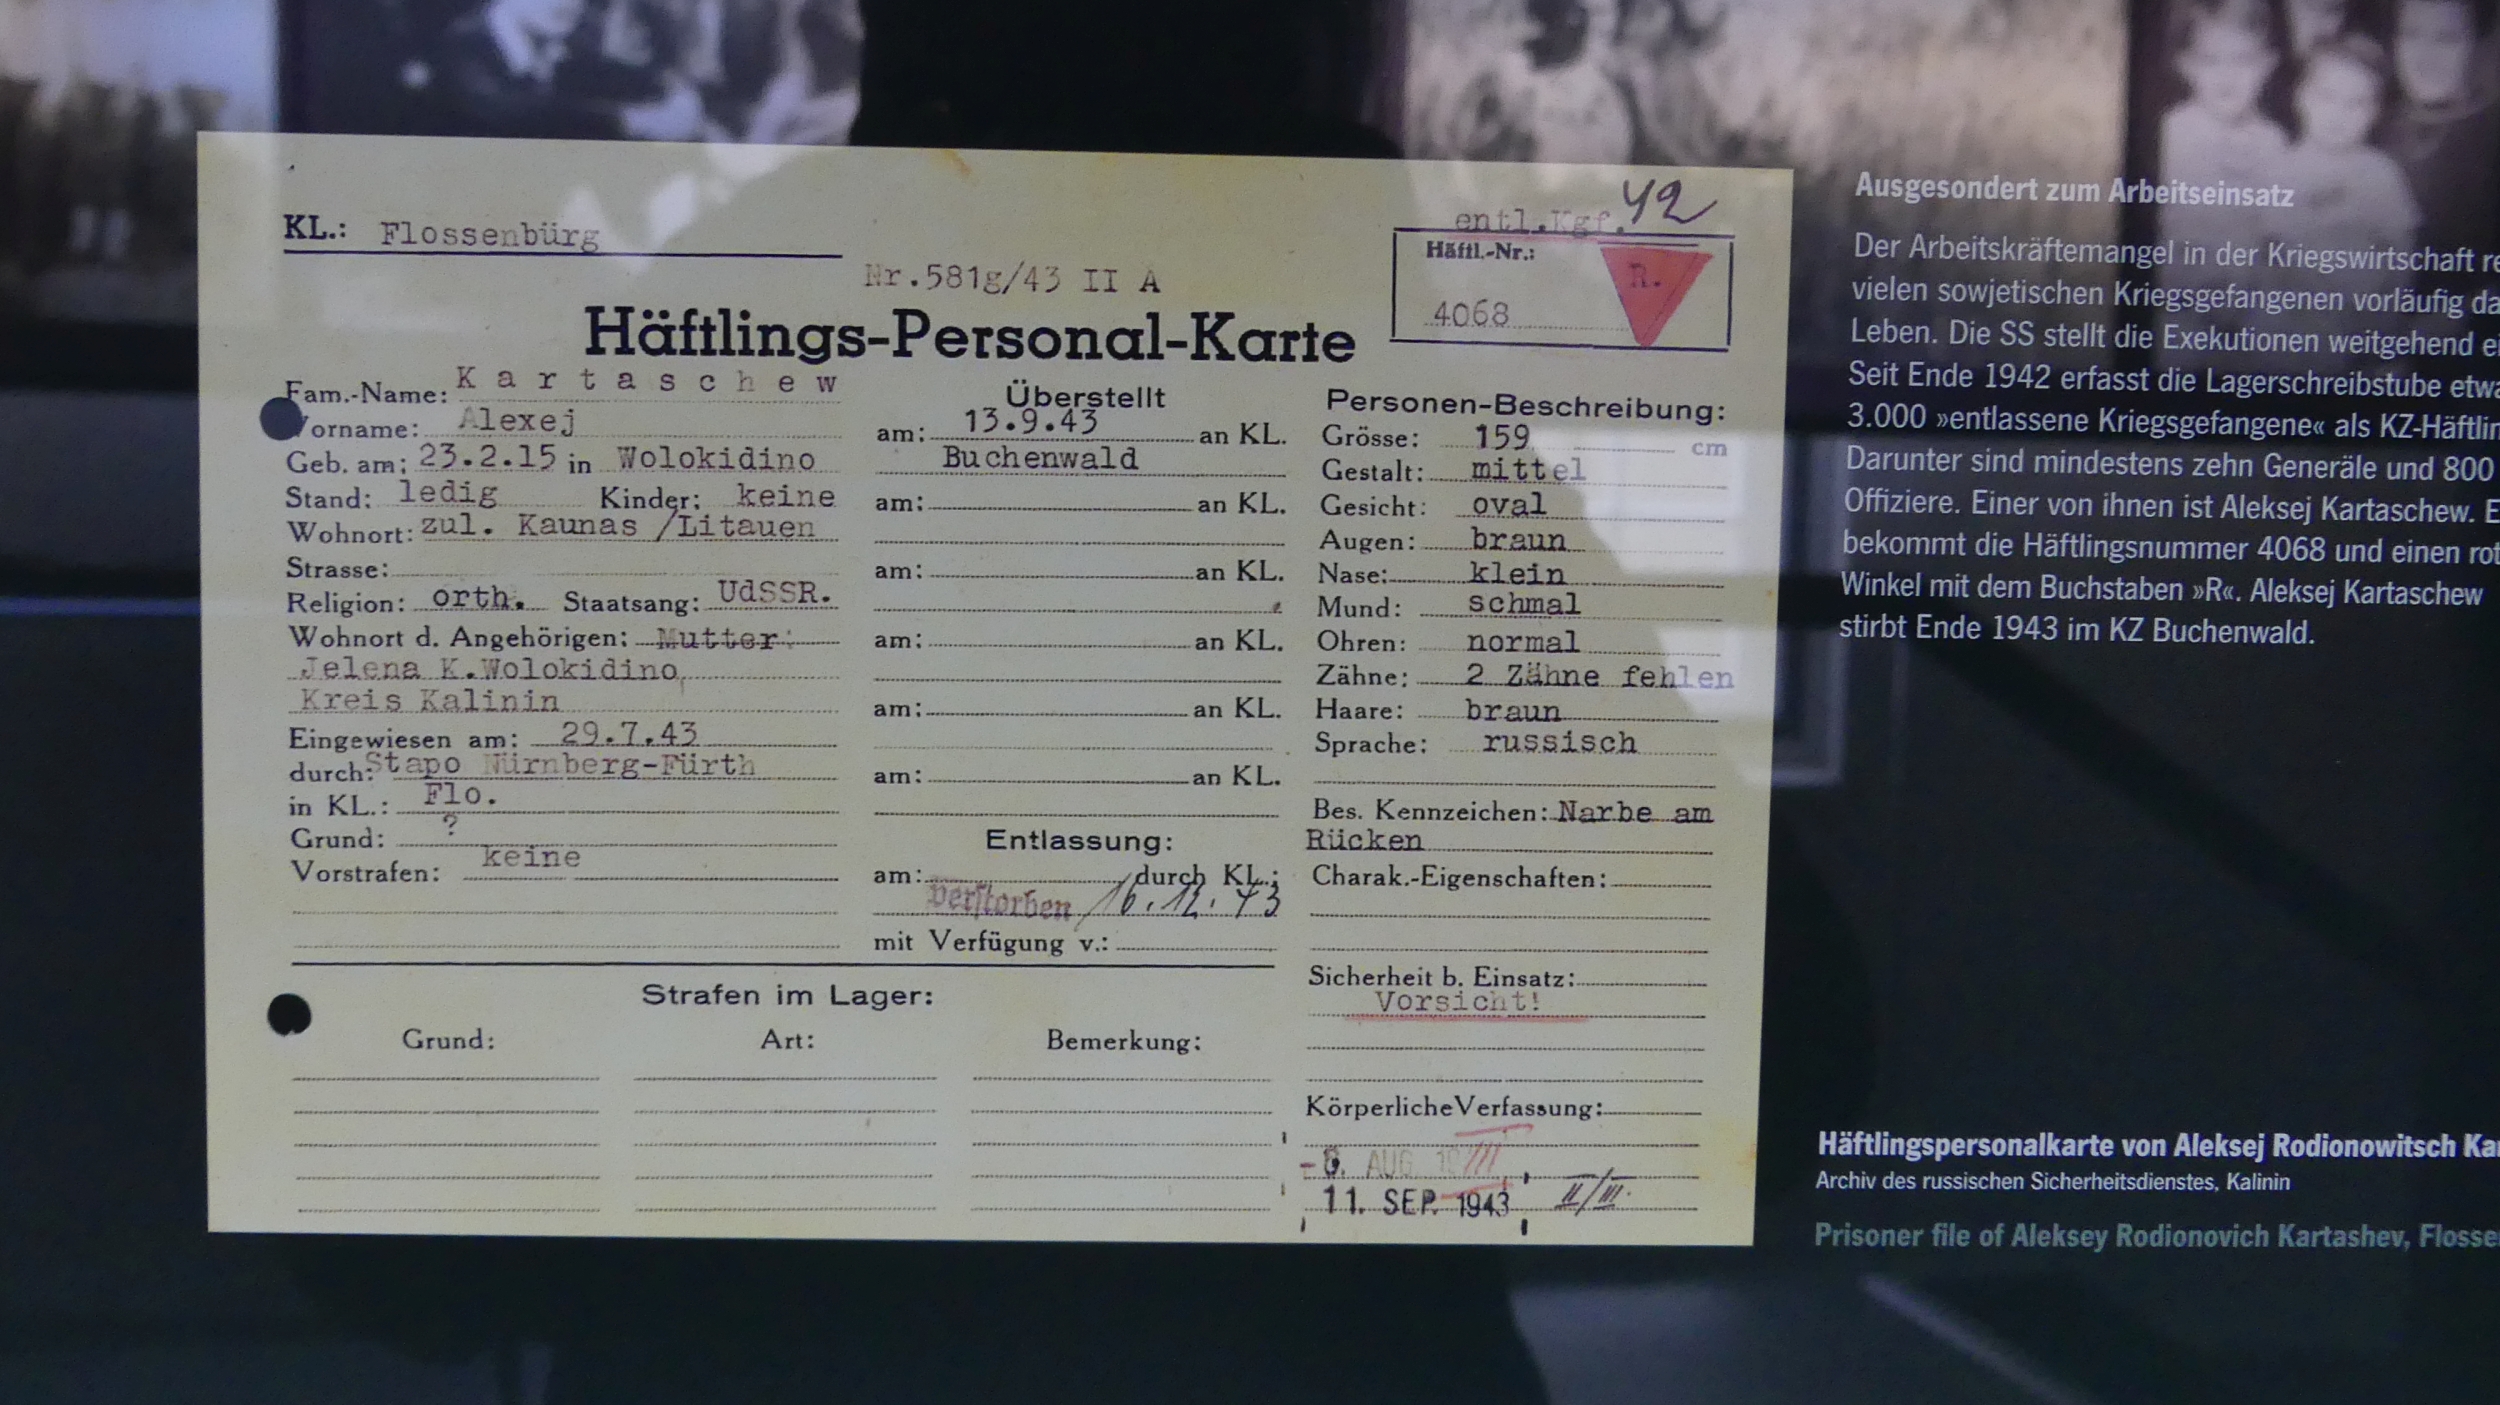 KL.: Flossenbürg
entl.Kgf. 42
Häftl.-Nr.:
R.
4068
Nr.581g/43 II A
Häftlings-Personal-Karte
Fam.-Name: Kartaschew
Vorname: Alexej
Geb. am: 23.2.15 in Wolokidino
Stand: ledig Kinder: keine
Wohnort: zul. Kaunas /Litauen
Strasse:
Religion: orth. Staatsang: UdSSR.
Wohnort d. Angehörigen: Mutter:
Jelena K.Wolokidino,
Kreis Kalinin
Eingewiesen am: 29.7.43
durch: Stapo Nürnberg-Fürth
in KL.: Flo.
Grund: ?
Vorstrafen: keine
Überstellt
am: 13.9.43 an KL.
Buchenwald
am: an KL.
am: an KL.
am: an KL.
am: an KL.
am: an KL.
Entlassung:
am: durch KL.:
verstorben 16.12.43
mit Verfügung v.:
Personen-Beschreibung:
Grösse: 159 cm
Gestalt: mittel
Gesicht: oval
Augen: braun
Nase: klein
Mund: schmal
Ohren: normal
Zähne: 2 Zähne fehlen
Haare: braun
Sprache: russisch
Bes. Kennzeichen: Narbe am
Rücken
Charak.-Eigenschaften:
Sicherheit b. Einsatz:
Vorsicht!
Körperliche Verfassung:
-6. AUG.
11. SEP. 1943 II/III.
Strafen im Lager:
Grund: Art: Bemerkung:
Ausgesondert zum Arbeitseinsatz
Der Arbeitskräftemangel in der Kriegswirtschaft
vielen sowjetischen Kriegsgefangenen vorläufig
Leben. Die SS stellt die Exekutionen weitgehend
Seit Ende 1942 erfasst die Lagerschreibstube
3.000 »entlassene Kriegsgefangene« als
Darunter sind mindestens zehn Generäle und 800
Offiziere. Einer von ihnen ist Aleksej Kartaschew.
bekommt die Häftlingsnummer 4068 und einen
Winkel mit dem Buchstaben »R«. Aleksej Kartaschew
stirbt Ende 1943 im KZ Buchenwald.
Häftlingspersonalkarte von Aleksej Rodionowitsch
Archiv des russischen Sicherheitsdienstes, Kalinin
Prisoner file of Aleksey Rodionovich Kartashev,